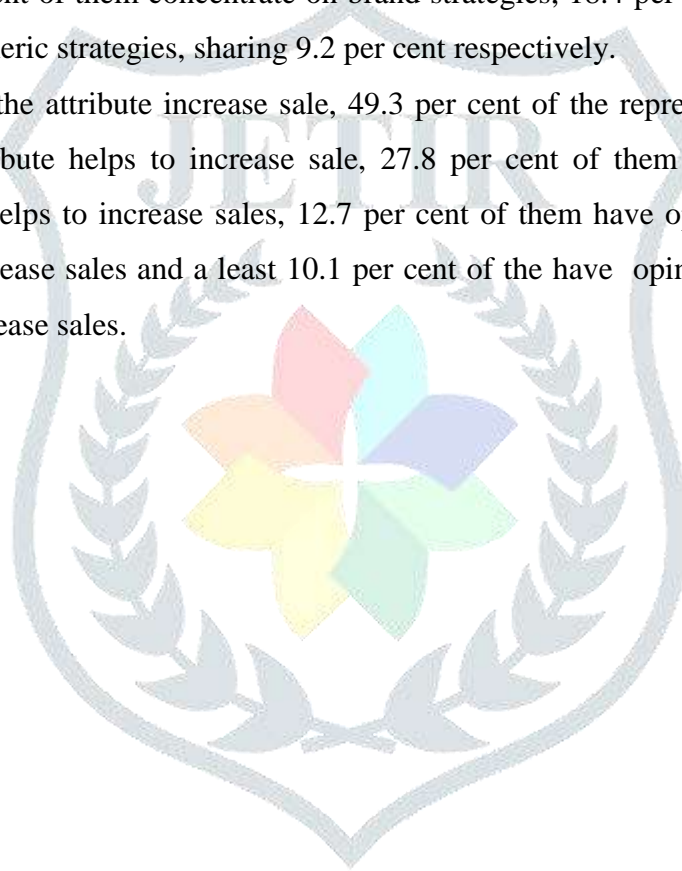 of them concentrate on brand strategies, 18.4 per
eric strategies, sharing 9.2 per cent respectively.
the attribute increase sale, 49.3 per cent of the repre
bute helps to increase sale, 27.8 per cent of them
elps to increase sales, 12.7 per cent of them have op
ease sales and a least 10.1 per cent of the have opin
ease sales.
JETIR